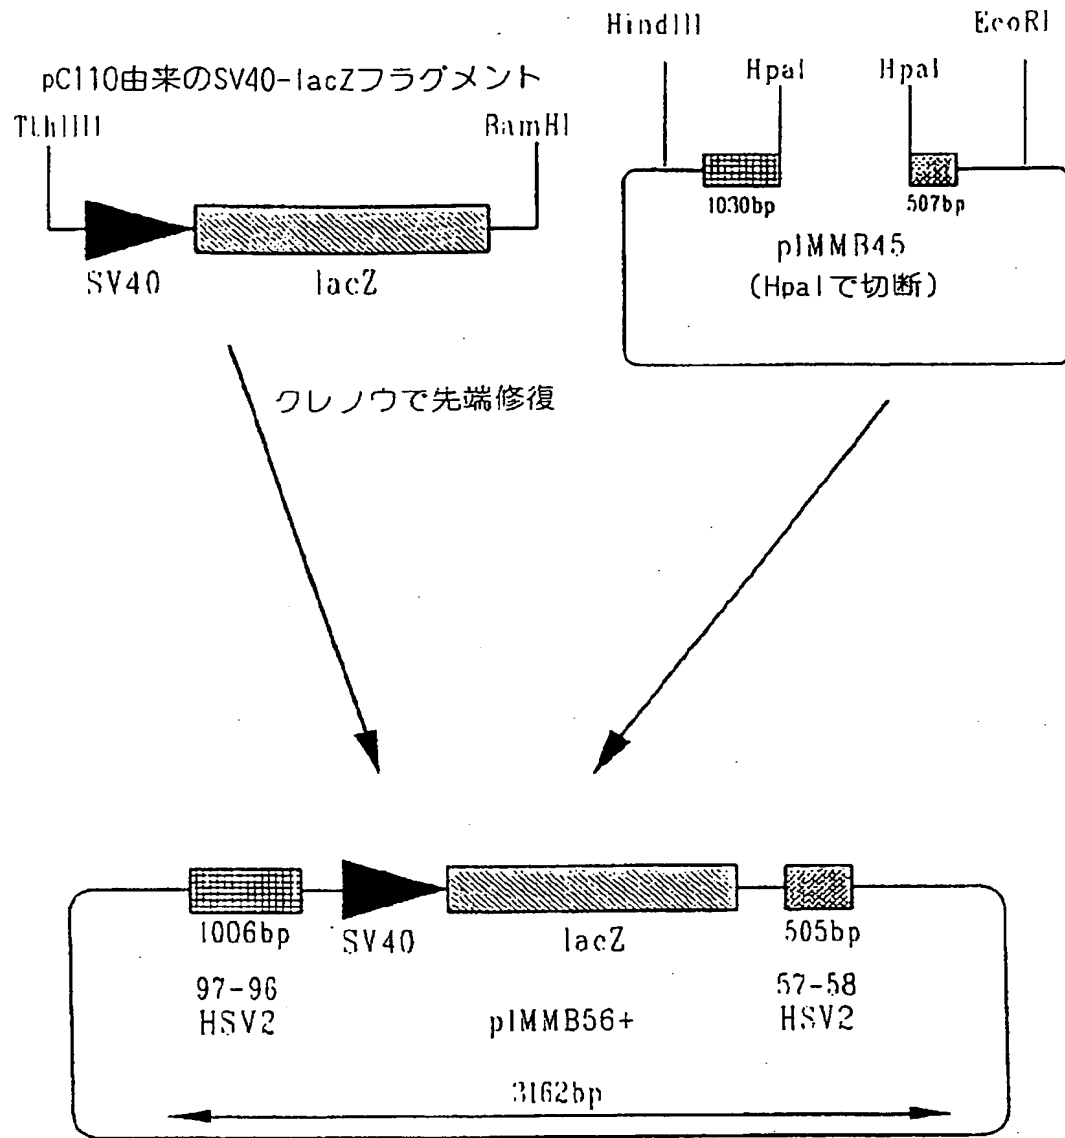 pC110由来のSV40-lacZフラグメント
Tth1111
BamHI
SV40
lacZ
HindIII
EcoRI
HpaI
HpaI
1030bp
507bp
pIMMB45
(HpaIで切断)
クレノウで先端修復
1006bp
SV40
lacZ
505bp
97-96
HSV2
pIMMB56+
57-58
HSV2
3162bp